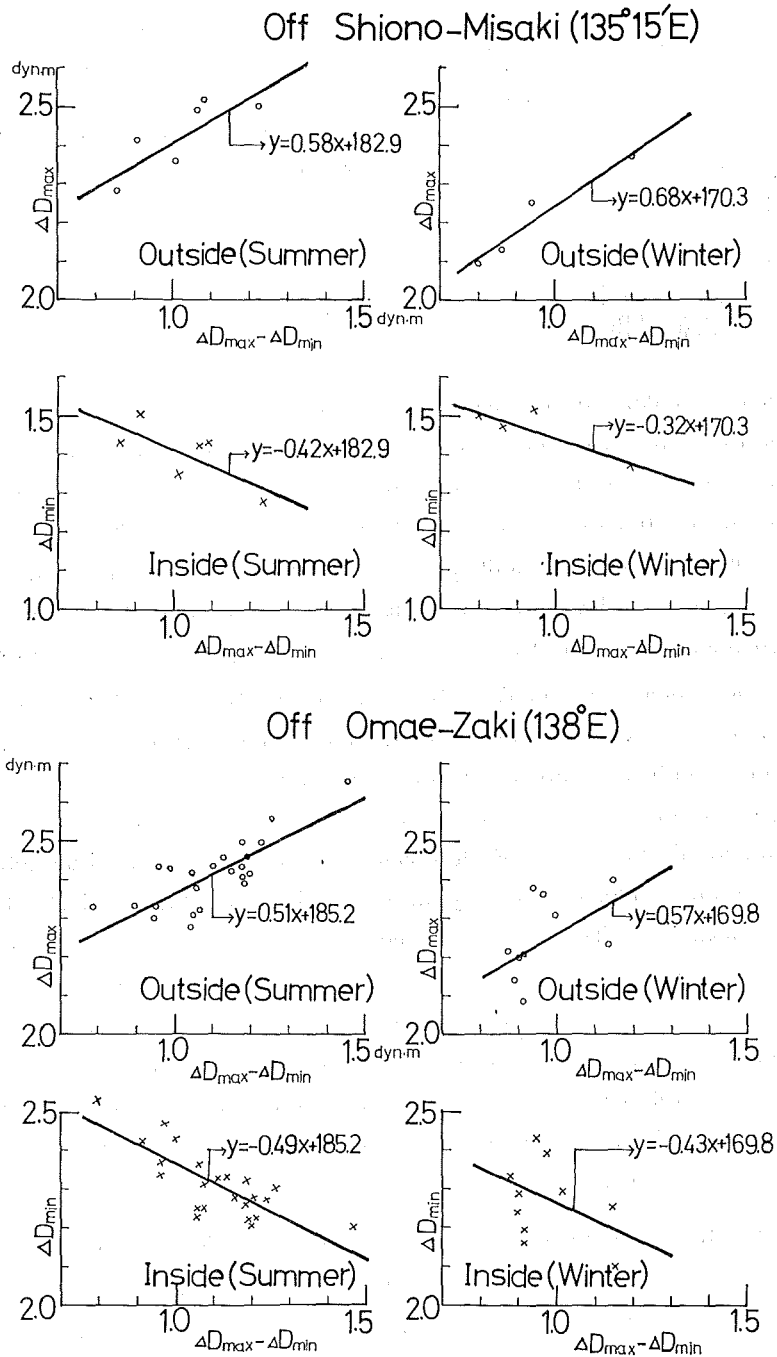 Off Shiono-Misaki (135°15′E)
dyn·m
2.5
2.0
ΔDmax
y=0.58x+182.9
Outside(Summer)
1.0
1.5 dyn·m
ΔDmax-ΔDmin
ΔDmax
y=0.68x+170.3
Outside(Winter)
1.0
1.5
ΔDmax-ΔDmin
1.5
1.0
ΔDmin
y=-0.42x+182.9
Inside(Summer)
1.0
1.5
ΔDmax-ΔDmin
1.5
ΔDmin
y=-0.32x+170.3
Inside(Winter)
1.0
1.5
ΔDmax-ΔDmin
Off Omae-Zaki (138°E)
dyn·m
2.5
2.0
ΔDmax
y=0.51x+185.2
Outside(Summer)
1.0
1.5 dyn·m
ΔDmax-ΔDmin
2.5
2.0
ΔDmax
y=0.57x+169.8
Outside(Winter)
1.0
1.5
ΔDmax-ΔDmin
2.5
2.0
ΔDmin
y=-0.49x+185.2
Inside(Summer)
1.0
1.5
ΔDmax-ΔDmin
2.5
2.0
ΔDmin
y=-0.43x+169.8
Inside(Winter)
1.0
1.5
ΔDmax-ΔDmin